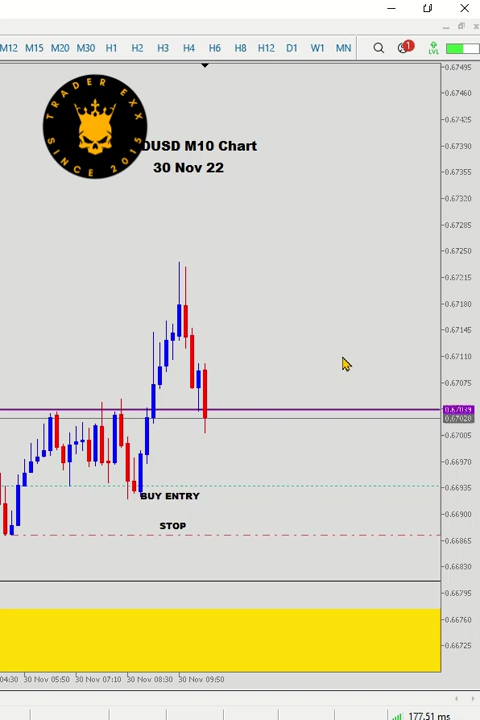 M12 M15 M20 M30 H1 H2 H3 H4 H6 H8 H12 D1 W1 MN
1
LVL
0.67495
0.67460
TRADER EXX
SINCE 2015
0.67425
DUSD M10 Chart
0.67390
30 Nov 22
0.67355
0.67320
0.67285
0.67250
0.67215
0.67180
0.67145
0.67110
0.67075
0.67039
0.67028
0.67005
0.66970
0.66935
BUY ENTRY
0.66900
STOP
0.66865
0.66830
0.66795
0.66760
0.66725
04:30 30 Nov 05:50 30 Nov 07:10 30 Nov 08:30 30 Nov 09:50
177.51 ms